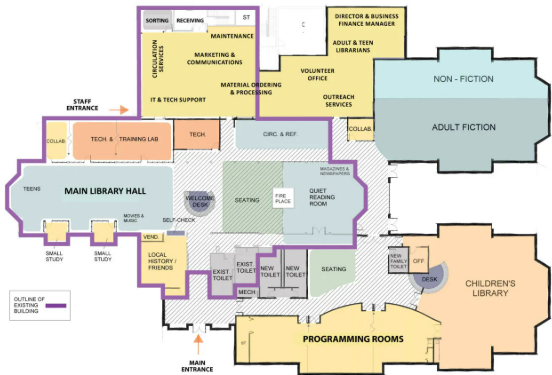 SORTING
RECEIVING
ST
DIRECTOR & BUSINESS
FINANCE MANAGER
MAINTENANCE
ADULT & TEEN
LIBRARIANS
CIRCULATION
SERVICES
MARKETING &
COMMUNICATIONS
VOLUNTEER
OFFICE
NON - FICTION
MATERIAL ORDERING
& PROCESSING
OUTREACH
SERVICES
IT & TECH SUPPORT
STAFF
ENTRANCE
ADULT FICTION
COLLAB.
TECH. & TRAINING LAB
TECH.
CIRC. & REF.
COLLAB.
MAGAZINES &
NEWSPAPERS
TEENS
MAIN LIBRARY HALL
WELCOME
DESK
SEATING
FIRE
PLACE
QUIET
READING
ROOM
MOVIES &
MUSIC
SELF-CHECK
VEND.
SMALL
STUDY
SMALL
STUDY
LOCAL
HISTORY /
FRIENDS
EXIST
TOILET
EXIST
TOILET
NEW
TOILET
NEW
TOILET
SEATING
NEW
FAMILY
TOILET
OFF
DESK
CHILDREN'S
LIBRARY
MECH.
OUTLINE OF
EXISTING
BUILDING
ST
PROGRAMMING ROOMS
MAIN
ENTRANCE